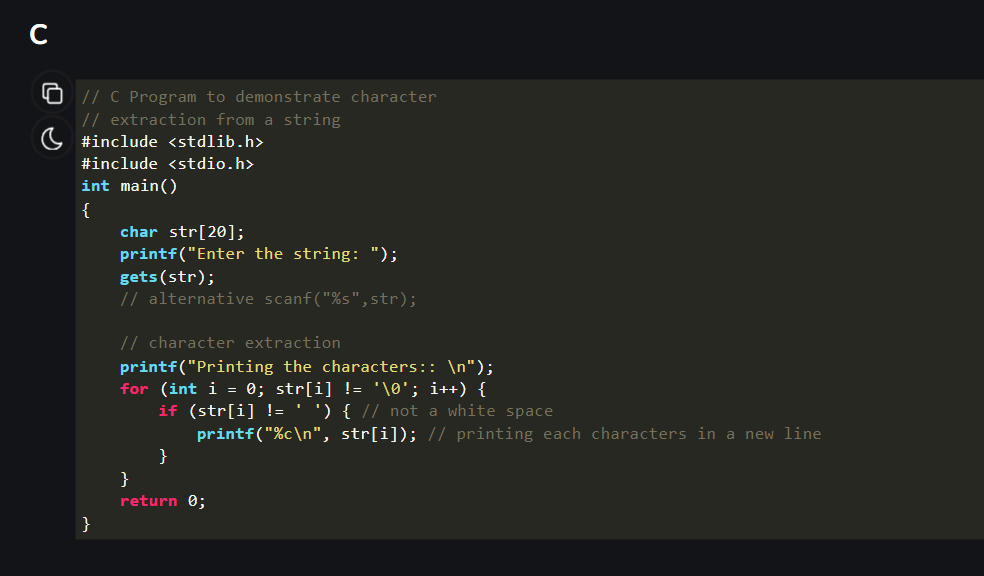 C
// C Program to demonstrate character
// extraction from a string
#include <stdlib.h>
#include <stdio.h>
int main()
{
    char str[20];
    printf("Enter the string: ");
    gets(str);
    // alternative scanf("%s",str);

    // character extraction
    printf("Printing the characters:: \n");
    for (int i = 0; str[i] != '\0'; i++) {
        if (str[i] != ' ') { // not a white space
            printf("%c\n", str[i]); // printing each characters in a new line
        }
    }
    return 0;
}